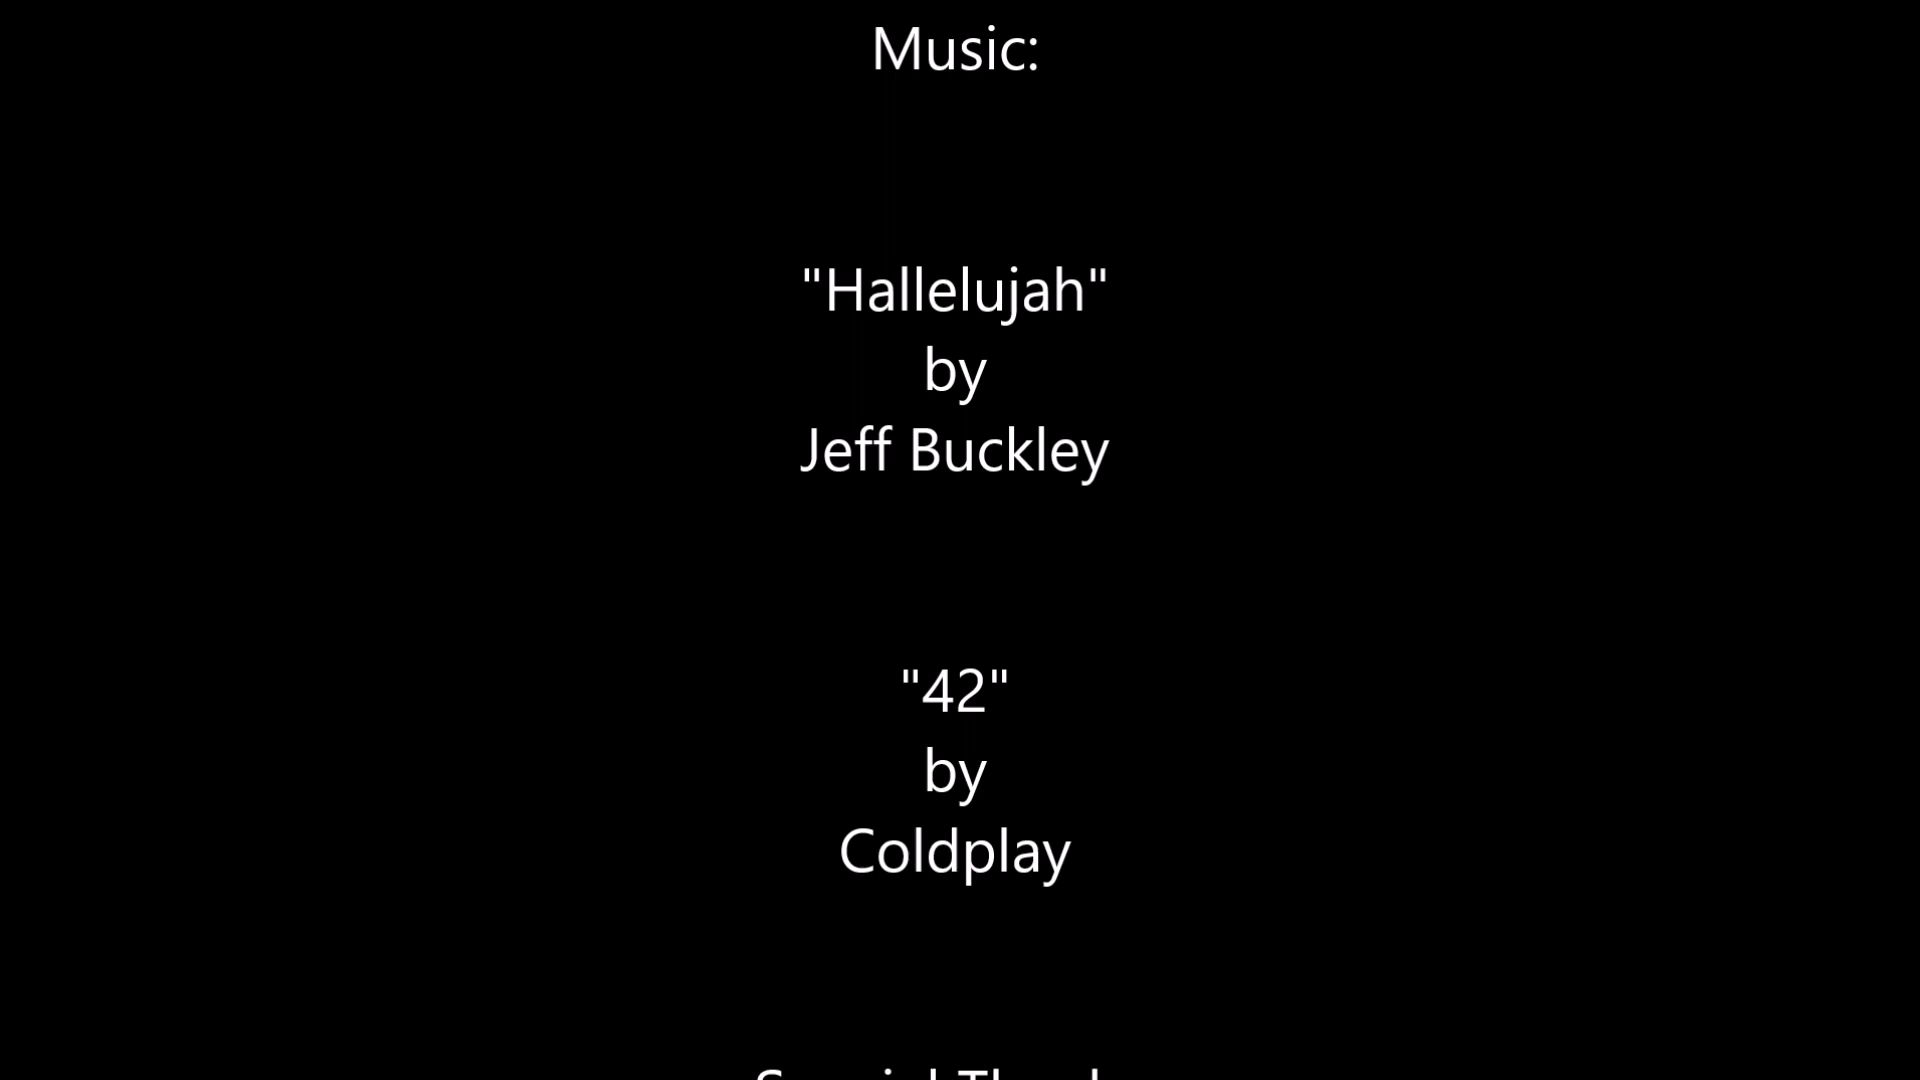 Music:
"Hallelujah"
by
Jeff Buckley
"42"
by
Coldplay